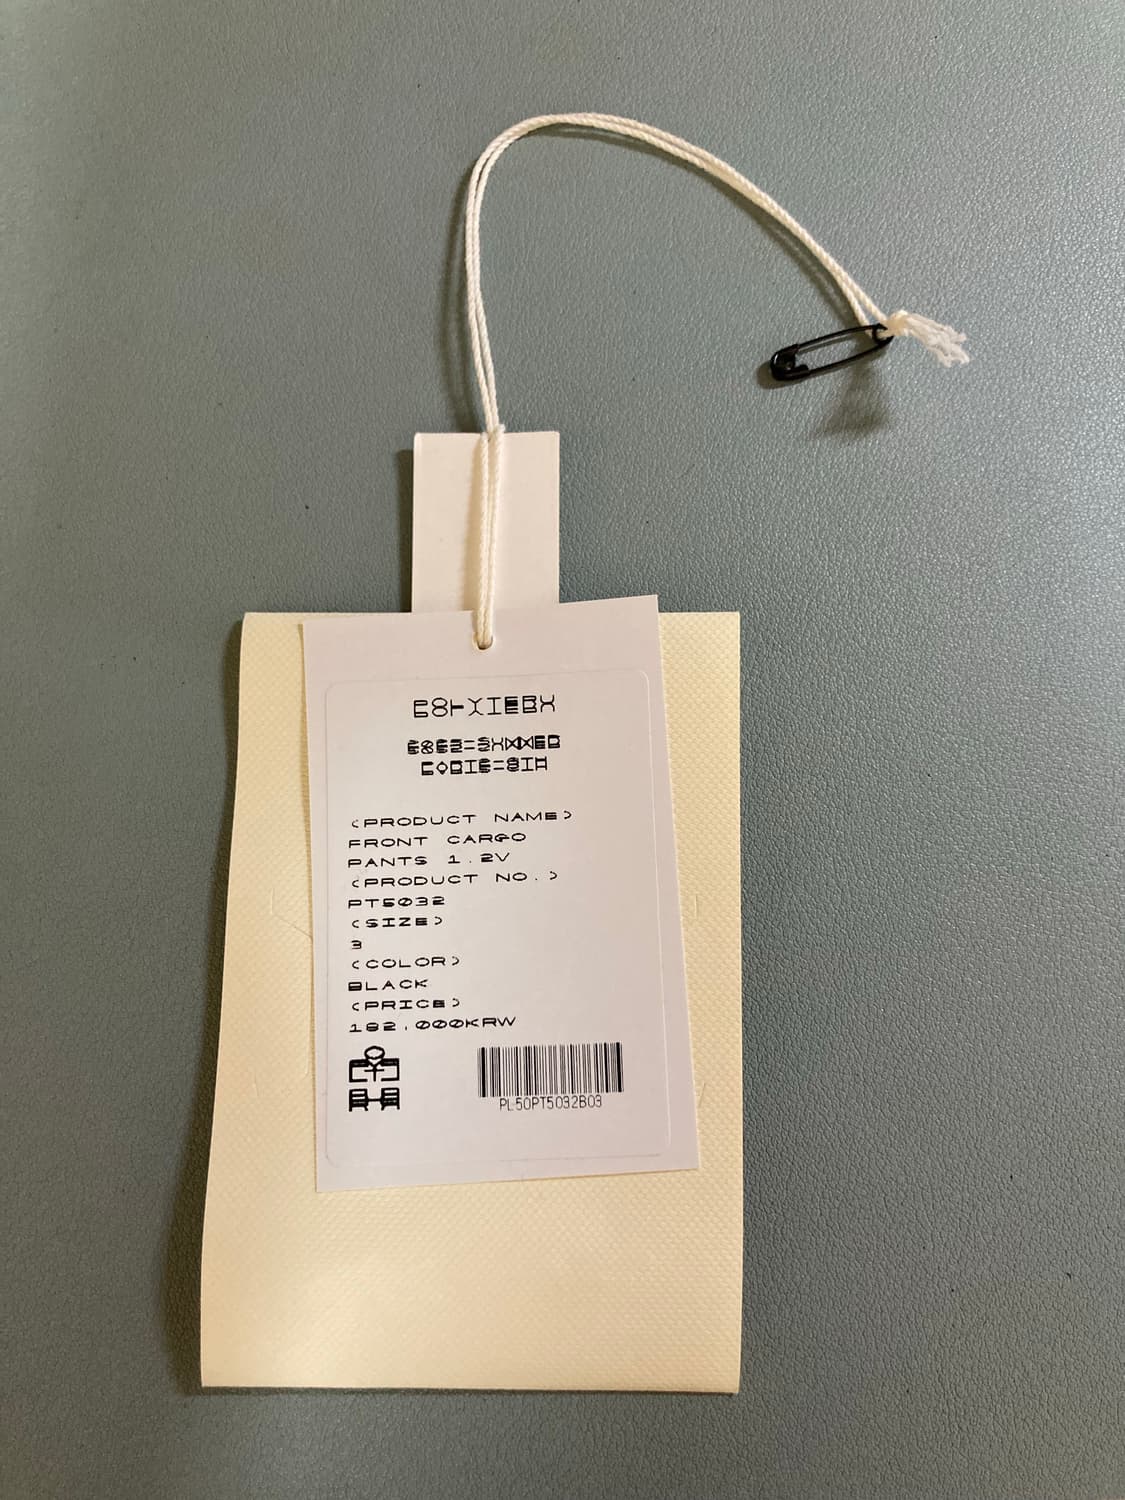 <PRODUCT NAME>
FRONT CARGO
PANTS 1.2V
<PRODUCT NO.>
PT5032
<SIZE>
3
<COLOR>
BLACK
<PRICE>
192,000KRW
PL50PT5032B03